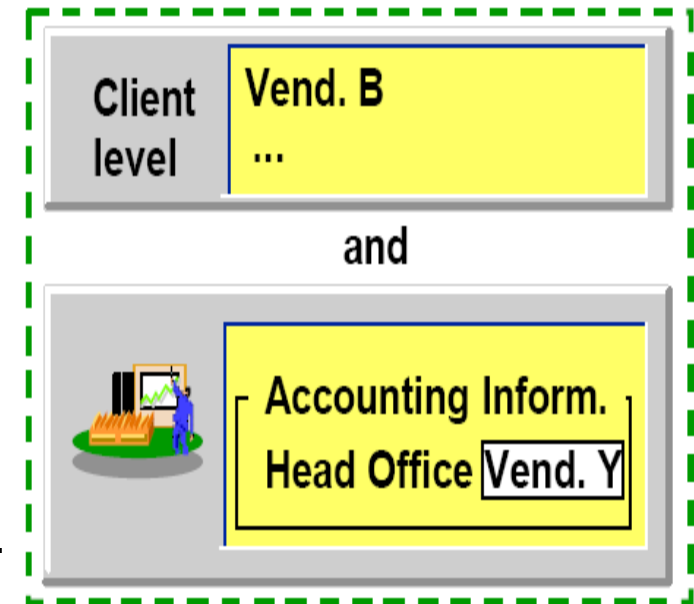 Client
level
Vend. B
...
and
Accounting Inform.
Head Office Vend. Y